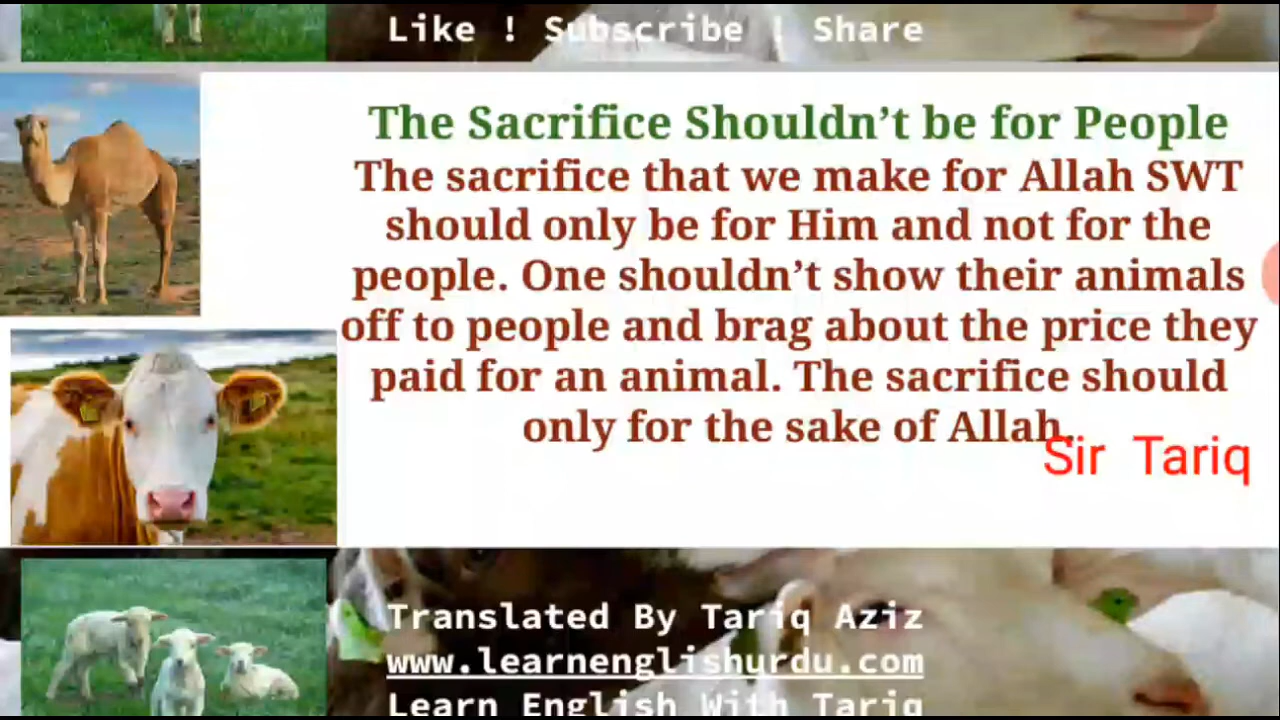 Like ! Subscribe ! Share
The Sacrifice Shouldn’t be for People
The sacrifice that we make for Allah SWT
should only be for Him and not for the
people. One shouldn’t show their animals
off to people and brag about the price they
paid for an animal. The sacrifice should
only for the sake of Allah.
Sir Tariq
Translated By Tariq Aziz
www.learnenglishurdu.com
Learn English With Tariq